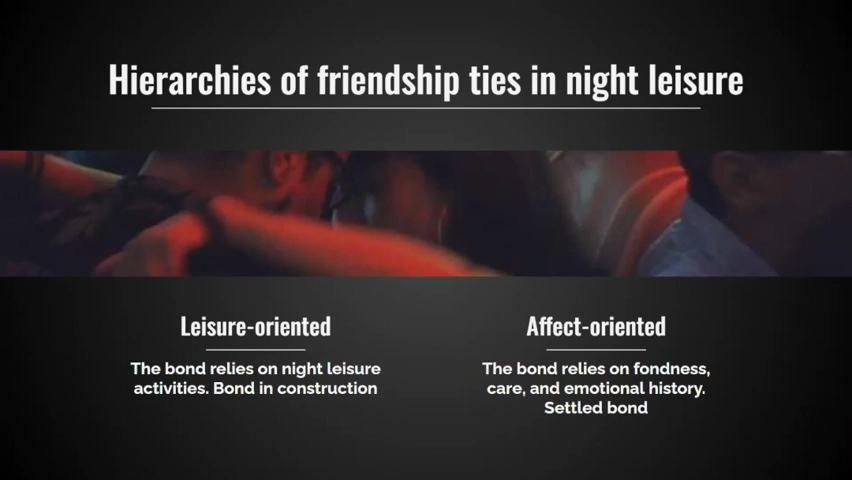 Hierarchies of friendship ties in night leisure
Leisure-oriented
The bond relies on night leisure
activities. Bond in construction
Affect-oriented
The bond relies on fondness,
care, and emotional history.
Settled bond